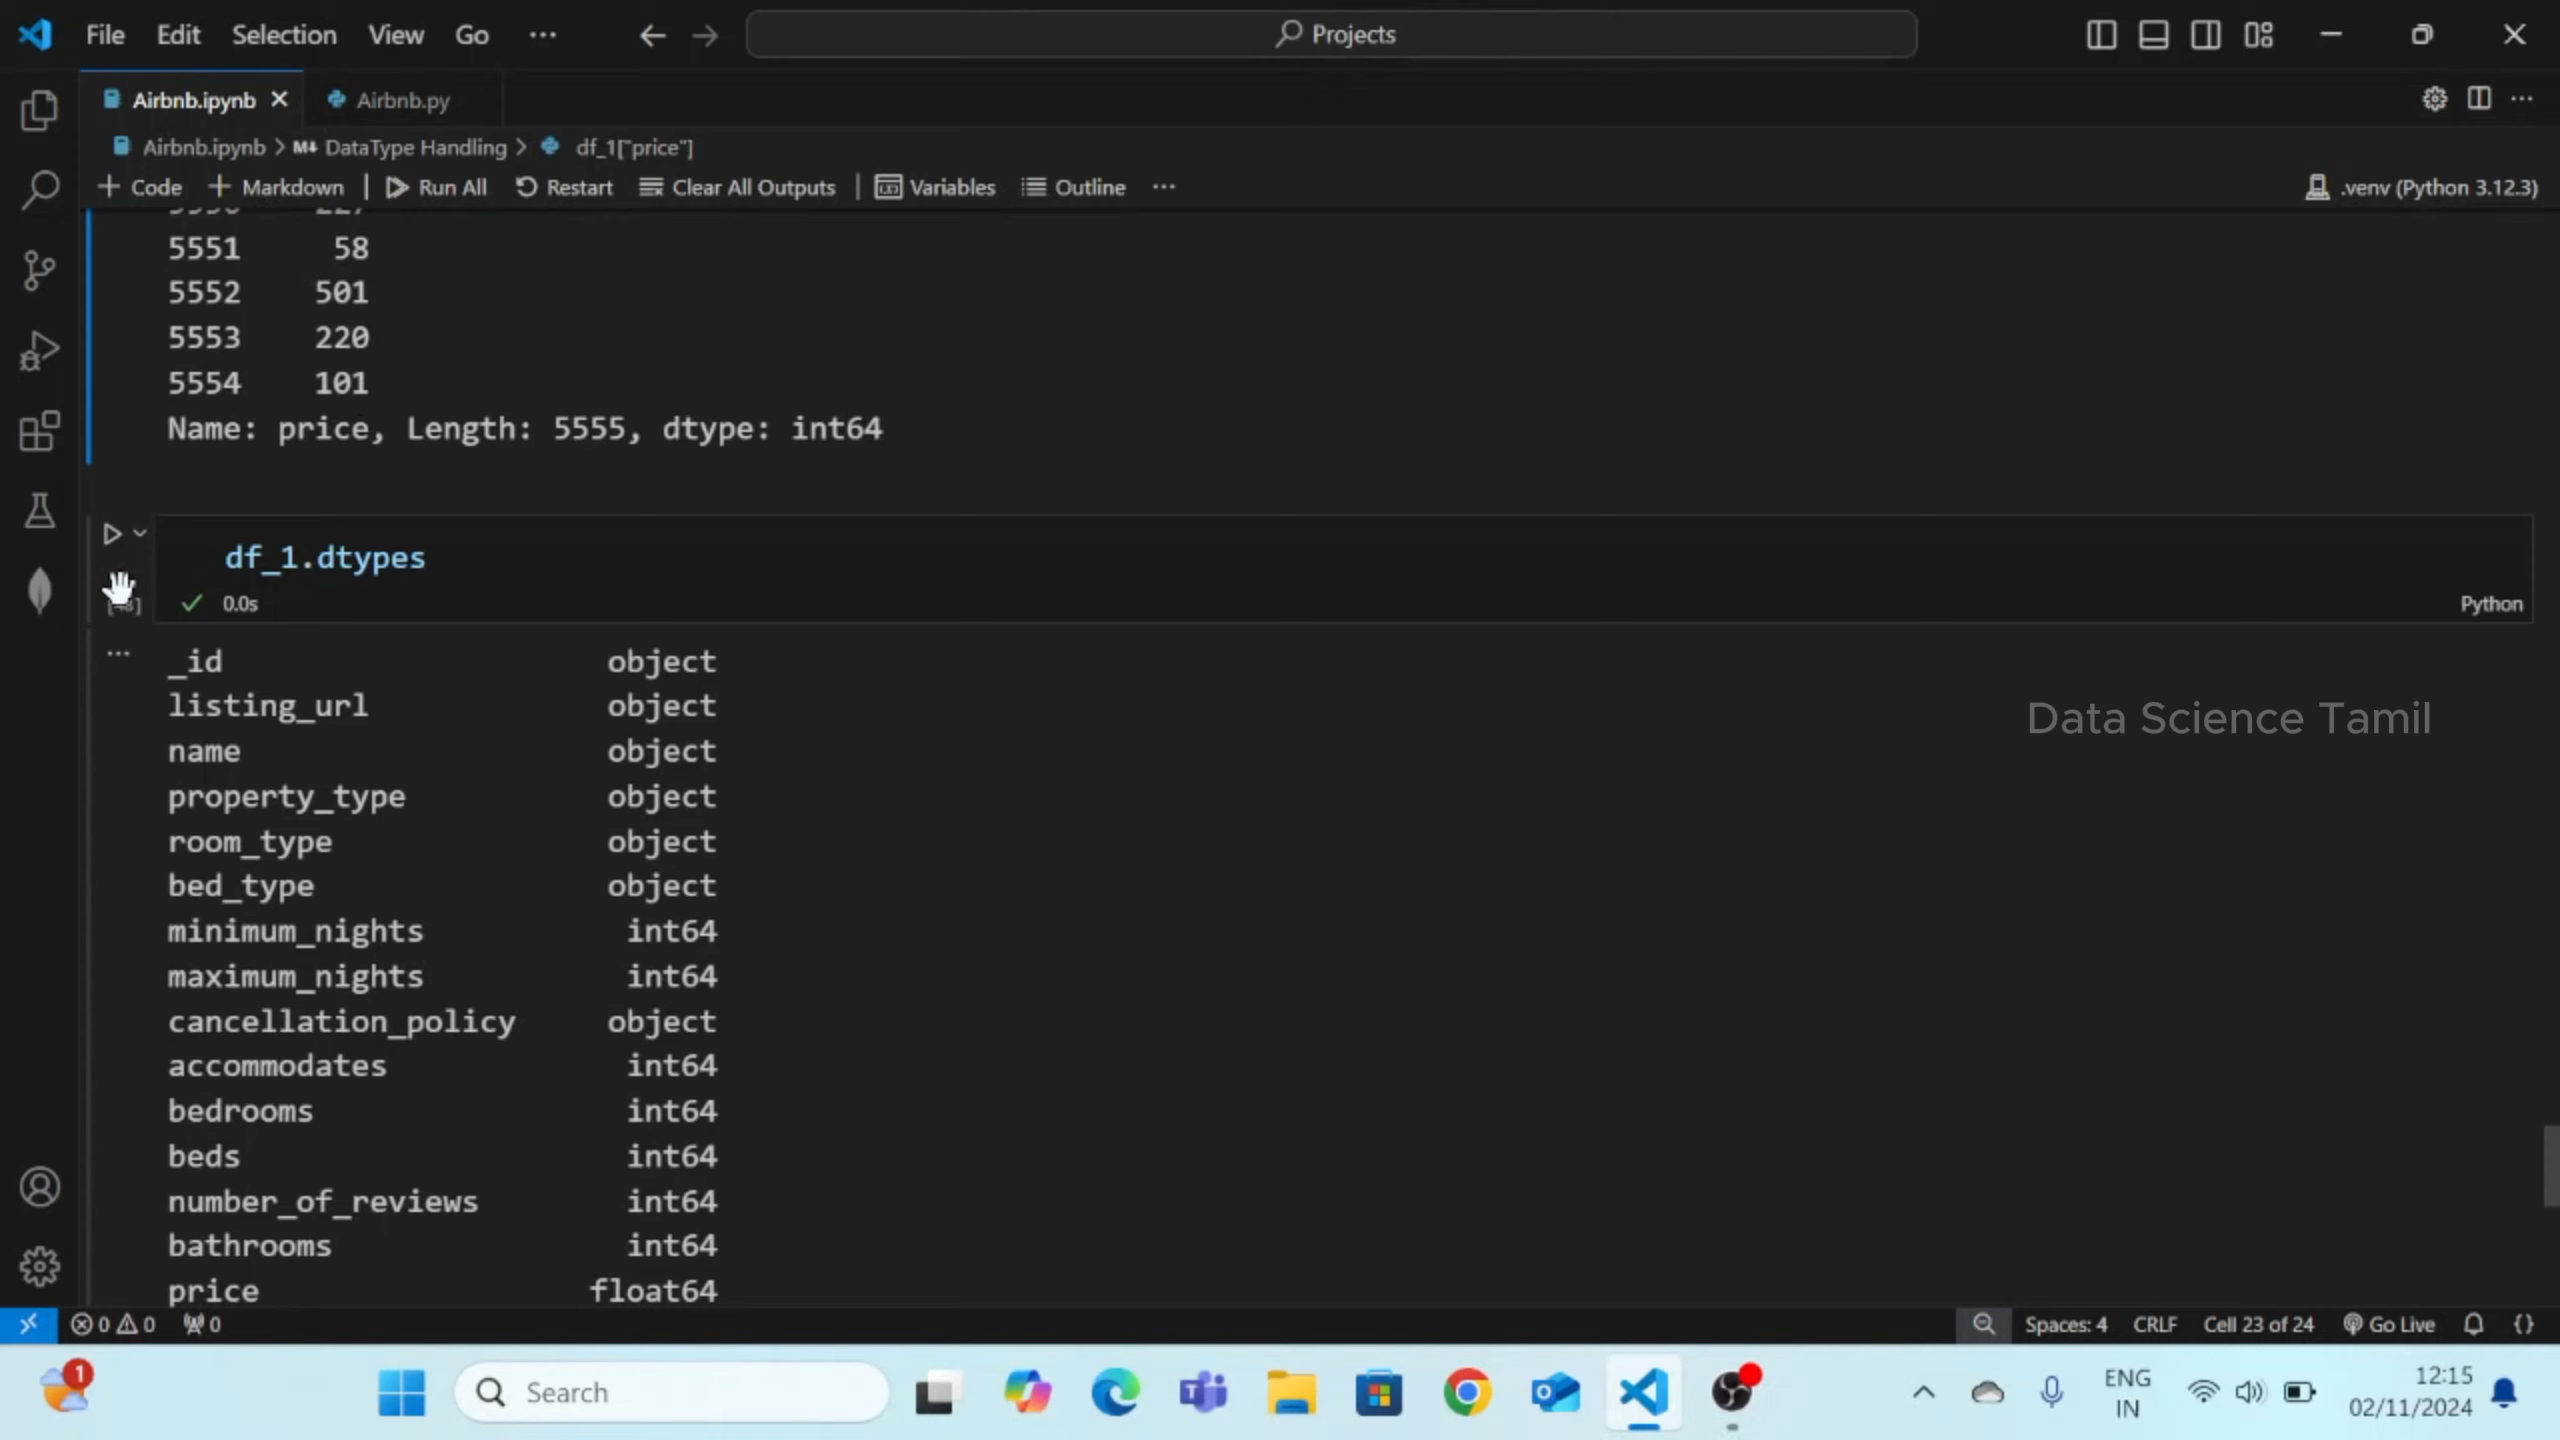 File Edit Selection View Go ... Projects
Airbnb.ipynb Airbnb.py
Airbnb.ipynb > M↓ DataType Handling > df_1["price"]
+ Code + Markdown | Run All Restart Clear All Outputs | Variables Outline ... .venv (Python 3.12.3)
5551 58
5552 501
5553 220
5554 101
Name: price, Length: 5555, dtype: int64
df_1.dtypes
0.0s Python
... _id object
listing_url object
name object
Data Science Tamil
property_type object
room_type object
bed_type object
minimum_nights int64
maximum_nights int64
cancellation_policy object
accommodates int64
bedrooms int64
beds int64
number_of_reviews int64
bathrooms int64
price float64
0 0 0 Spaces: 4 CRLF Cell 23 of 24 Go Live {}
1 Search ENG 12:15
IN 02/11/2024